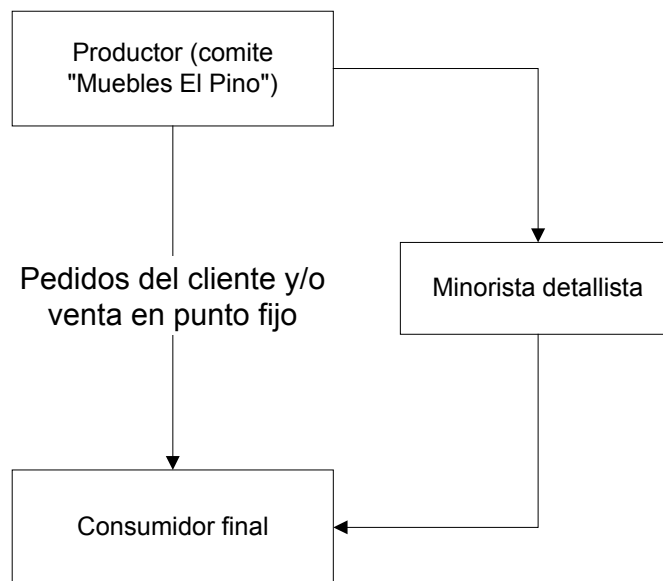 Productor (comite
"Muebles El Pino")
Pedidos del cliente y/o
venta en punto fijo
Minorista detallista
Consumidor final